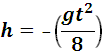 h = -(gt²/8)